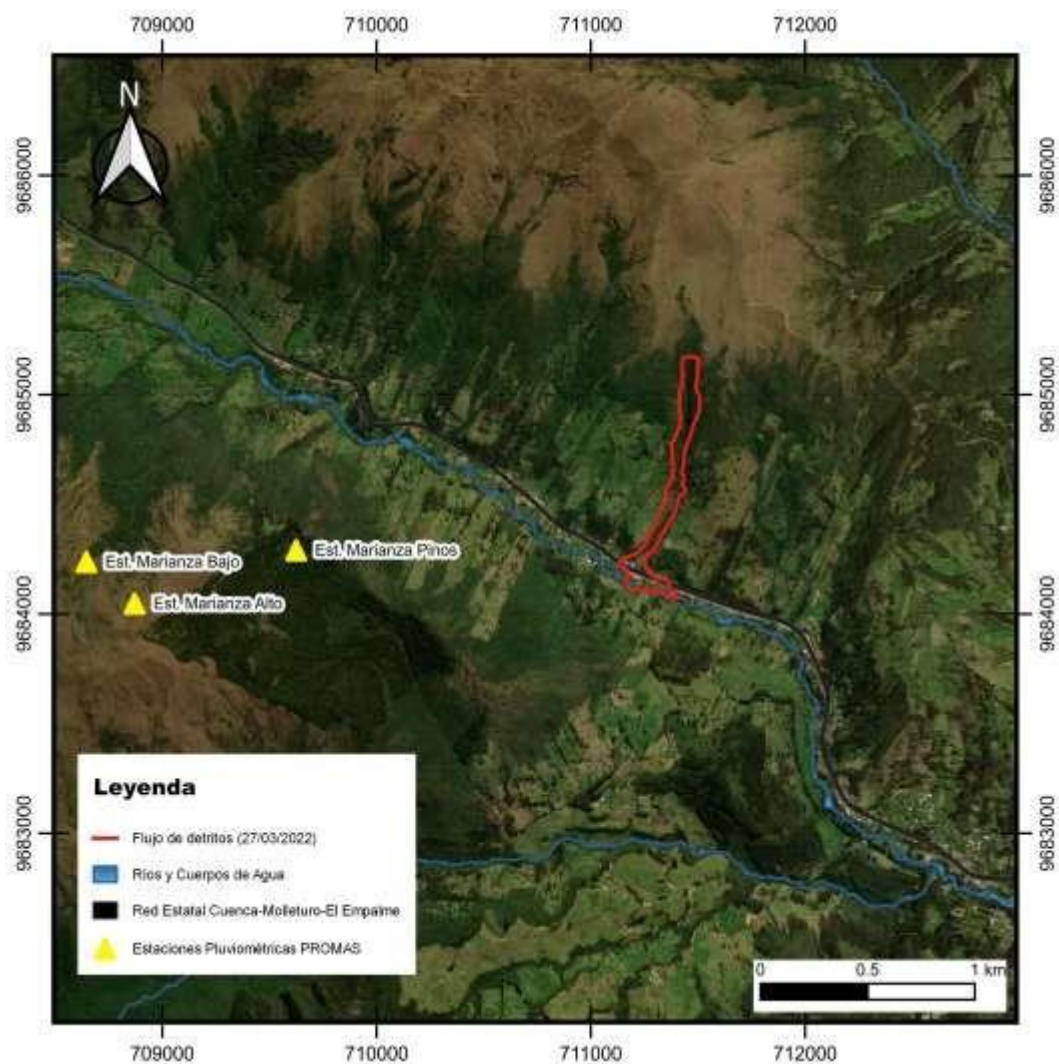 709000 710000 711000 712000
N
9686000 9686000
9685000 9685000
Est. Marianza Bajo
Est. Marianza Pinos
Est. Marianza Alto
9684000 9684000
Leyenda
9683000 9683000
Flujo de detritos (27/03/2022)
Ríos y Cuerpos de Agua
Red Estatal Cuenca-Molleturo-El Empalme
Estaciones Pluviométricas PROMAS
0 0.5 1 km
709000 710000 711000 712000